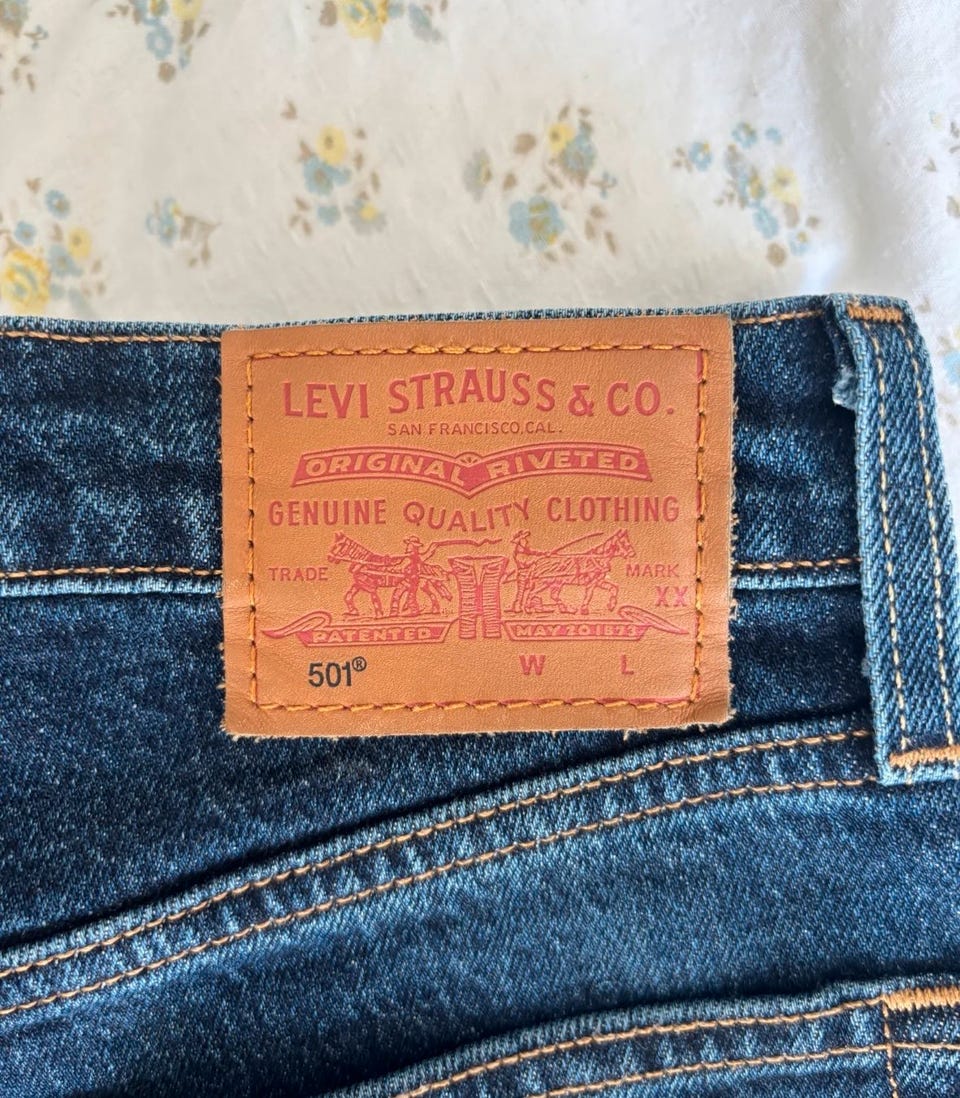 LEVI STRAUSS & CO.
SAN FRANCISCO, CAL.
ORIGINAL RIVETED
GENUINE QUALITY CLOTHING
TRADE MARK
XX
PATENTED MAY 20 1873
501® W L